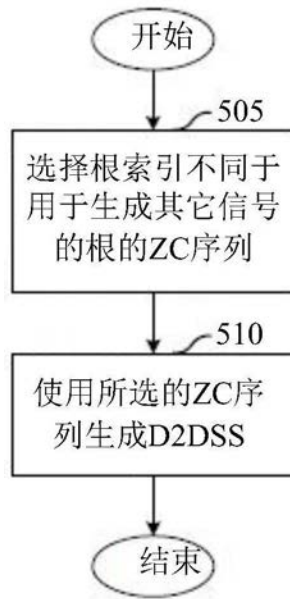 开始
505
选择根索引不同于
用于生成其它信号
的根的ZC序列
510
使用所选的ZC序
列生成D2DSS
结束